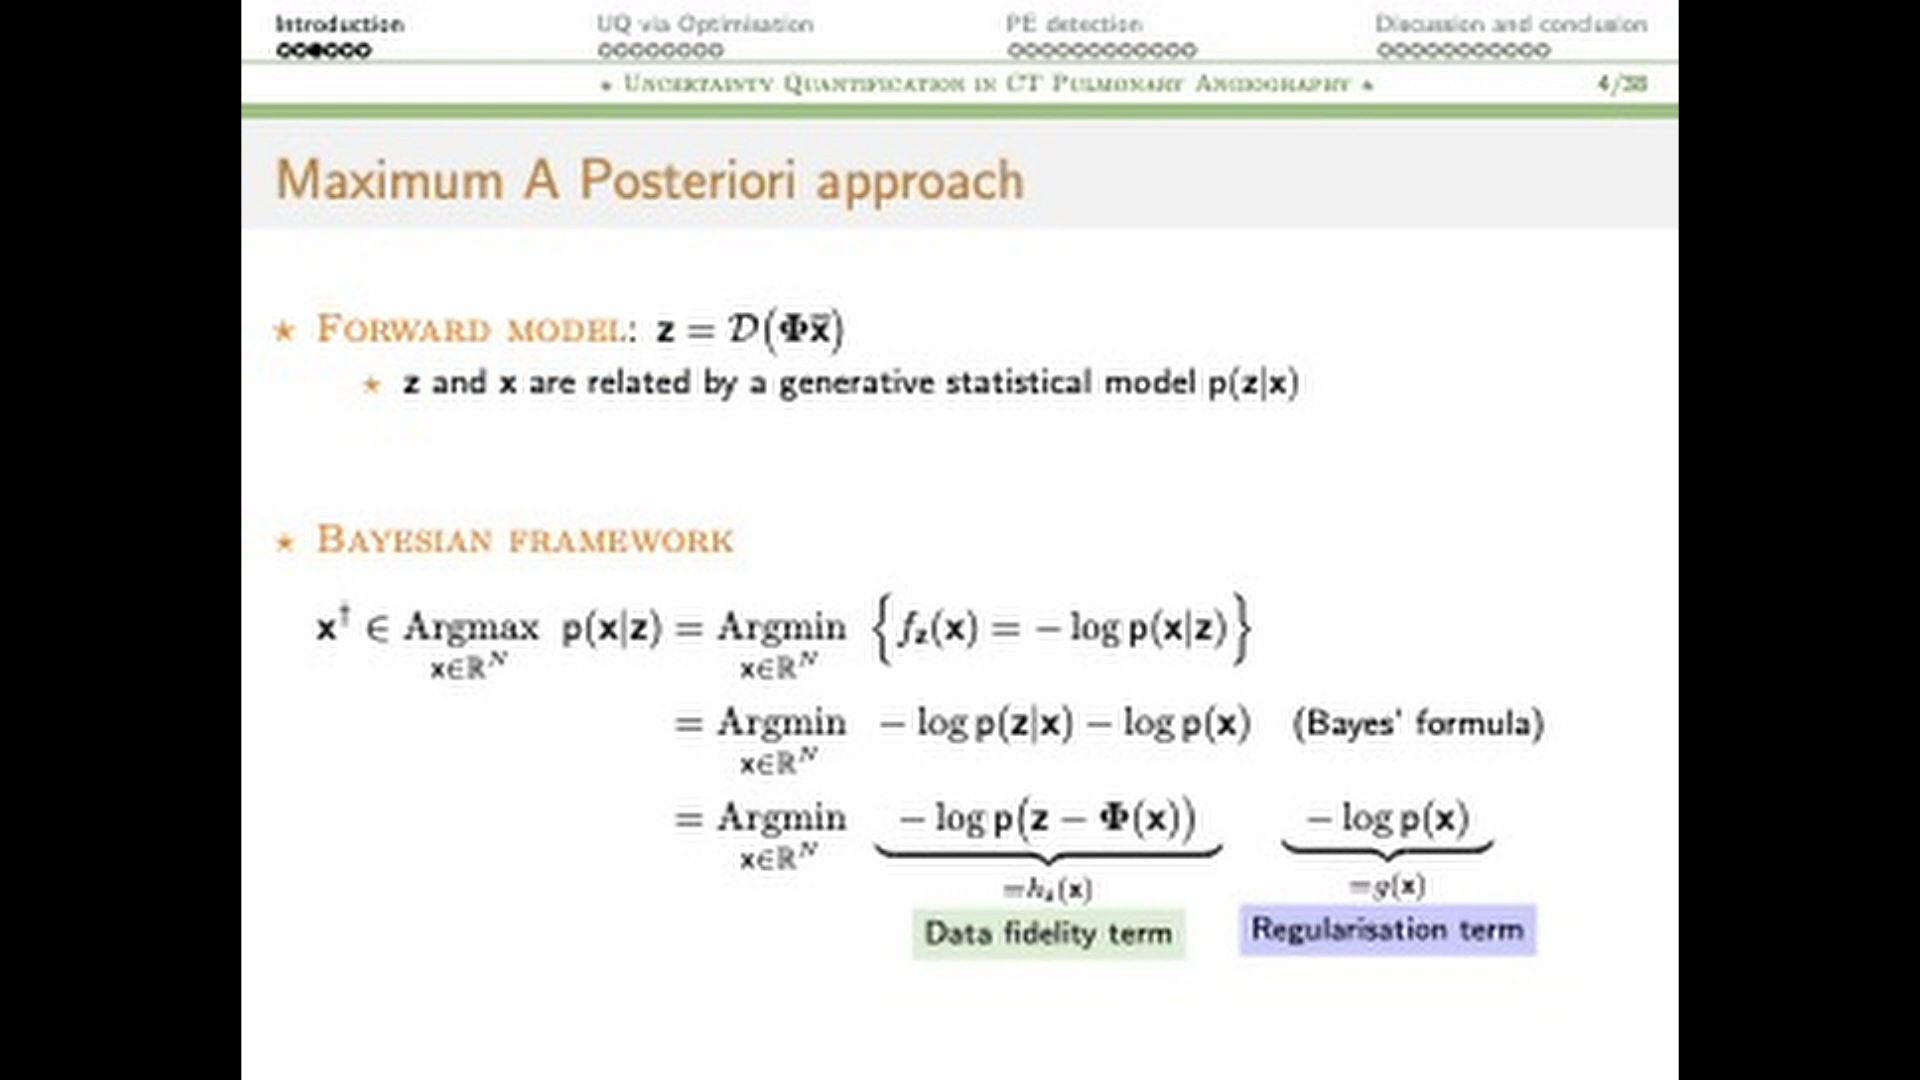 Introduction UQ via Optimisation PE detection Discussion and conclusion
⋆ Uncertainty Quantification in CT Pulmonary Angiography ⋆ 4/38
Maximum A Posteriori approach
⋆ Forward model: z = 𝒟(Φx̄)
⋆ z and x are related by a generative statistical model p(z|x)
⋆ Bayesian framework
x† ∈ Argmax p(x|z) = Argmin {f_z(x) = − log p(x|z)}
x∈ℝ^N x∈ℝ^N
= Argmin − log p(z|x) − log p(x) (Bayes' formula)
x∈ℝ^N
= Argmin − log p(z − Φ(x)) − log p(x)
x∈ℝ^N
=h_z(x) =g(x)
Data fidelity term Regularisation term